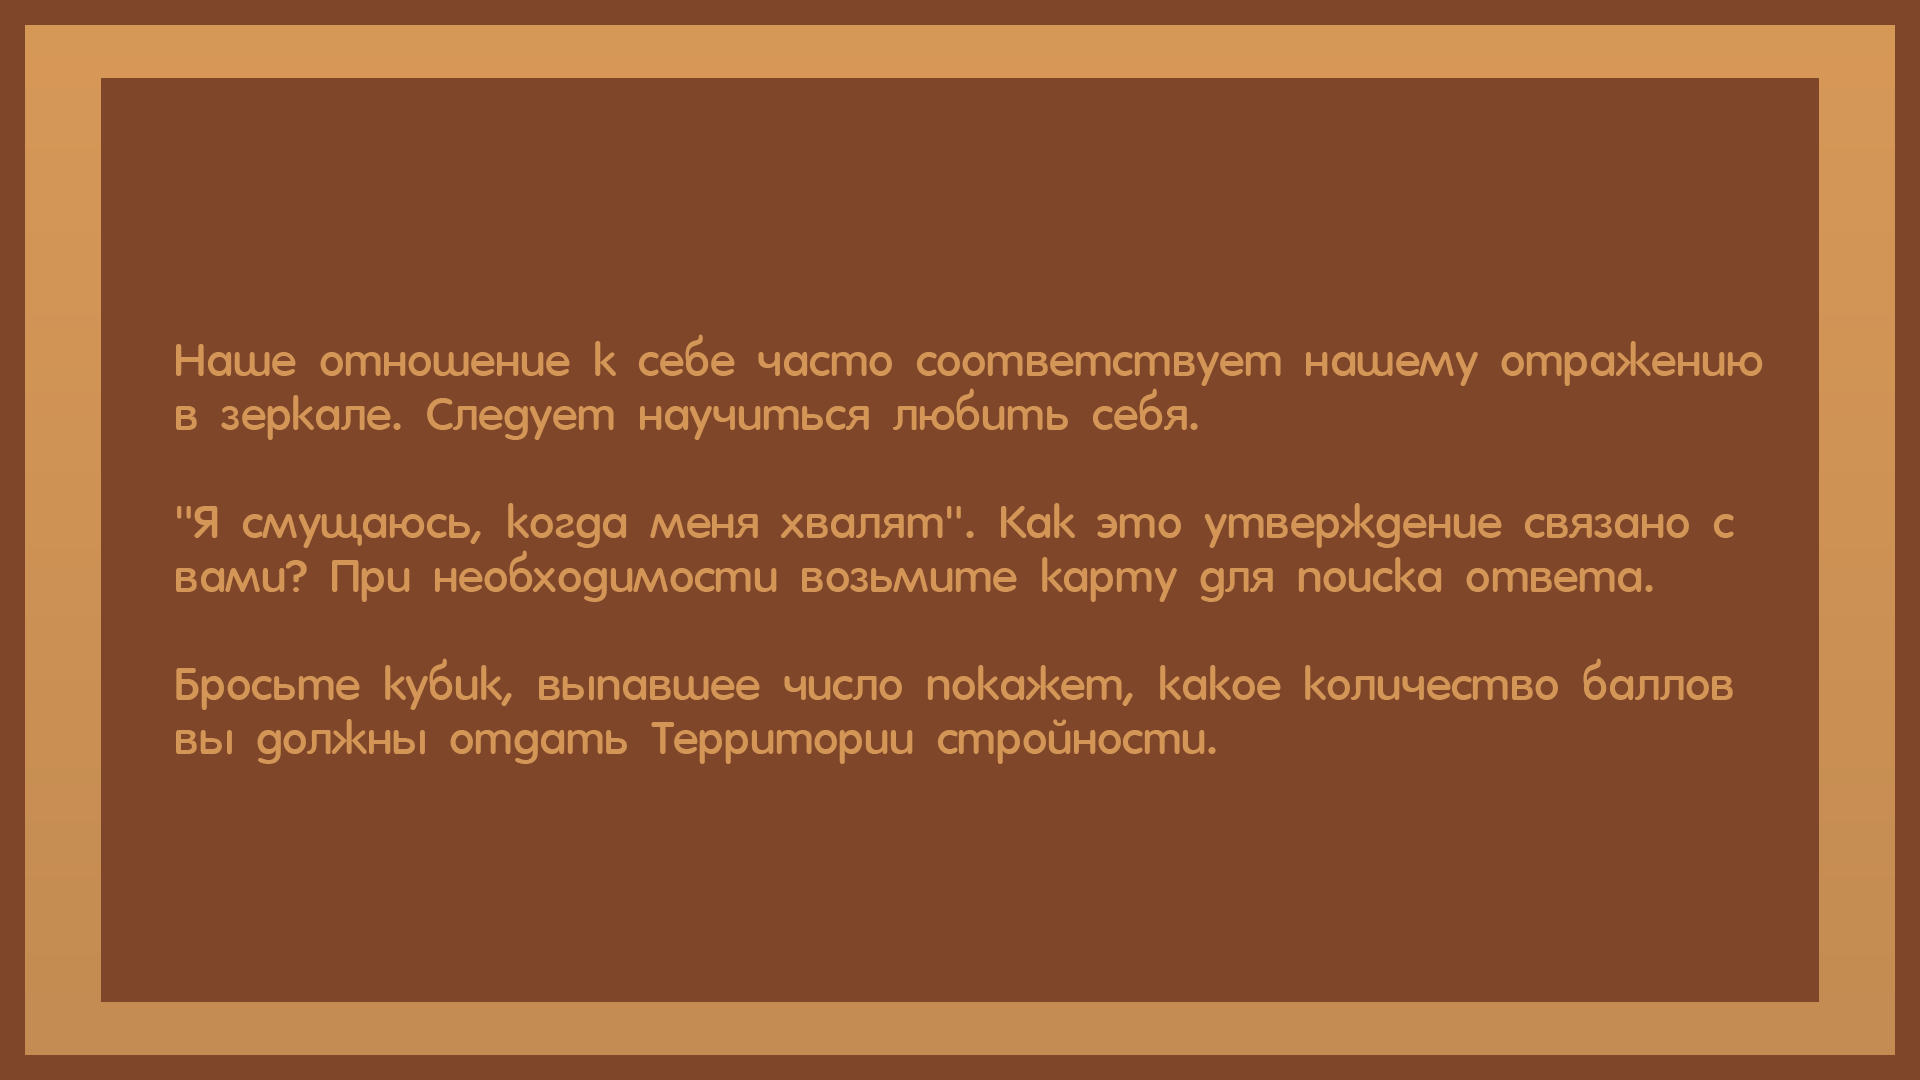 Наше отношение к себе часто соответствует нашему отражению
в зеркале. Следует научиться любить себя.
"Я смущаюсь, когда меня хвалят". Как это утверждение связано с
вами? При необходимости возьмите карту для поиска ответа.
Бросьте кубик, выпавшее число покажет, какое количество баллов
вы должны отдать Территории стройности.